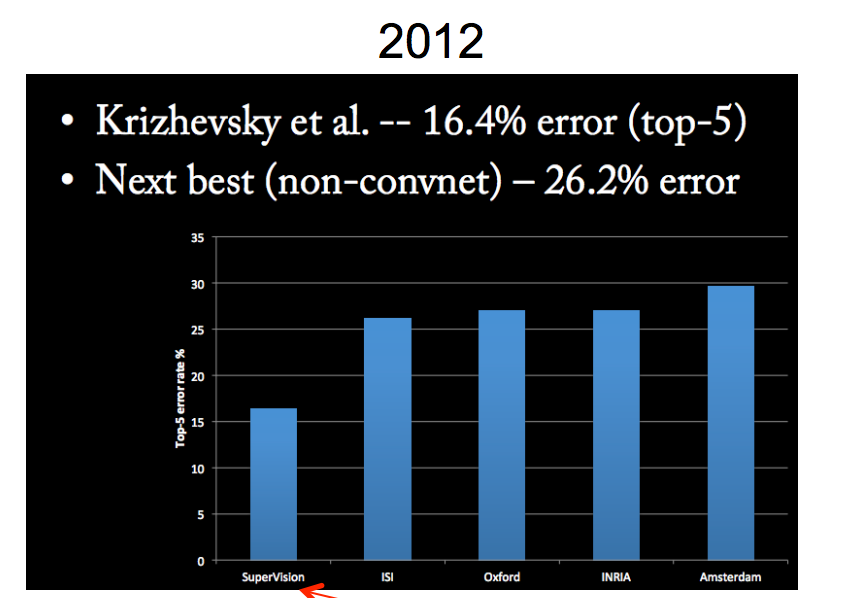 2012
• Krizhevsky et al. -- 16.4% error (top-5)
• Next best (non-convnet) – 26.2% error
35
30
25
20
15
10
5
0
Top-5 error rate %
SuperVision
ISI
Oxford
INRIA
Amsterdam